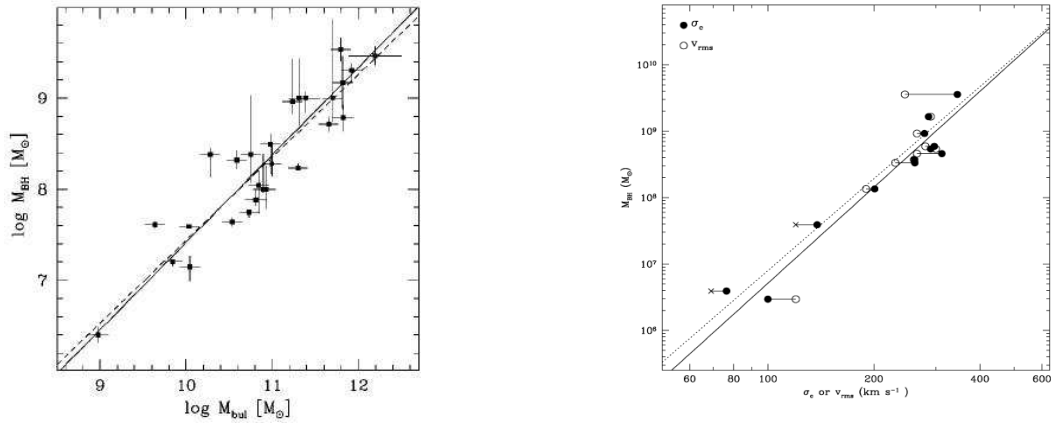 log M_BH [M_⊙]
9
8
7
9 10 11 12
log M_bul [M_⊙]
σ_e
v_rms
M_BH (M_⊙)
10^10
10^9
10^8
10^7
10^6
60 80 100 200 400 600
σ_e or v_rms (km s^-1)